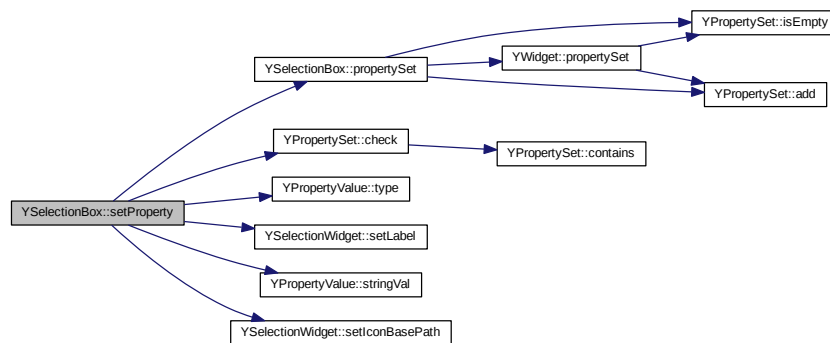 YPropertySet::isEmpty
YSelectionBox::propertySet
YWidget::propertySet
YPropertySet::add
YPropertySet::check
YPropertySet::contains
YPropertyValue::type
YSelectionBox::setProperty
YSelectionWidget::setLabel
YPropertyValue::stringVal
YSelectionWidget::setIconBasePath